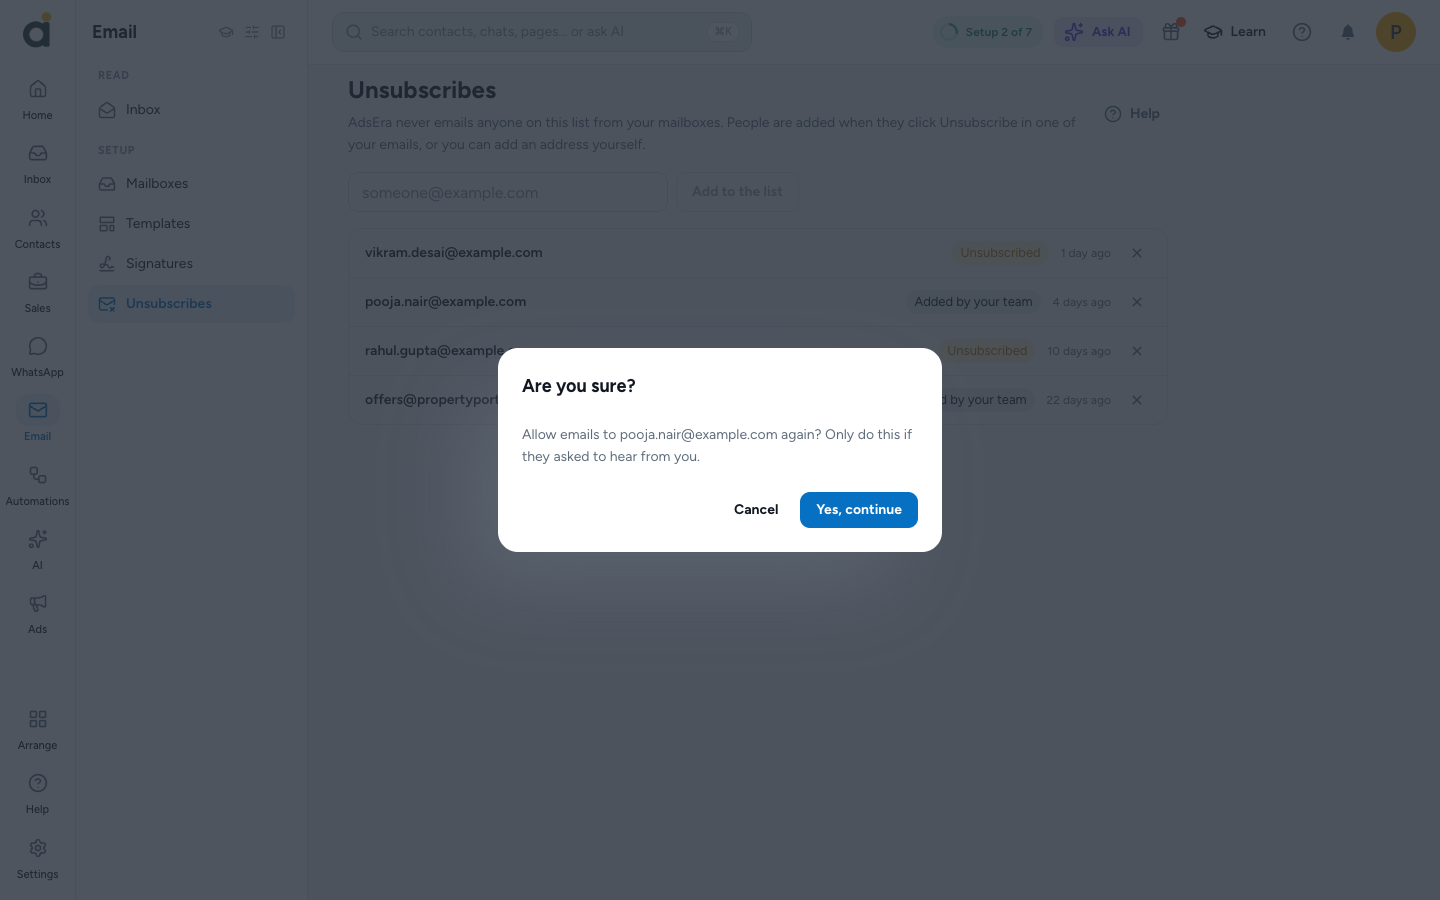 Email
Search contacts, chats, pages... or ask AI
⌘K
Setup 2 of 7
Ask AI
Learn
P
Home
Inbox
Contacts
Sales
WhatsApp
Email
Automations
AI
Ads
Arrange
Help
Settings
READ
Inbox
SETUP
Mailboxes
Templates
Signatures
Unsubscribes
Unsubscribes
AdsEra never emails anyone on this list from your mailboxes. People are added when they click Unsubscribe in one of
your emails, or you can add an address yourself.
Help
someone@example.com
Add to the list
vikram.desai@example.com Unsubscribed 1 day ago
pooja.nair@example.com Added by your team 4 days ago
rahul.gupta@example Unsubscribed 10 days ago
offers@propertypor d by your team 22 days ago
Are you sure?
Allow emails to pooja.nair@example.com again? Only do this if
they asked to hear from you.
Cancel
Yes, continue